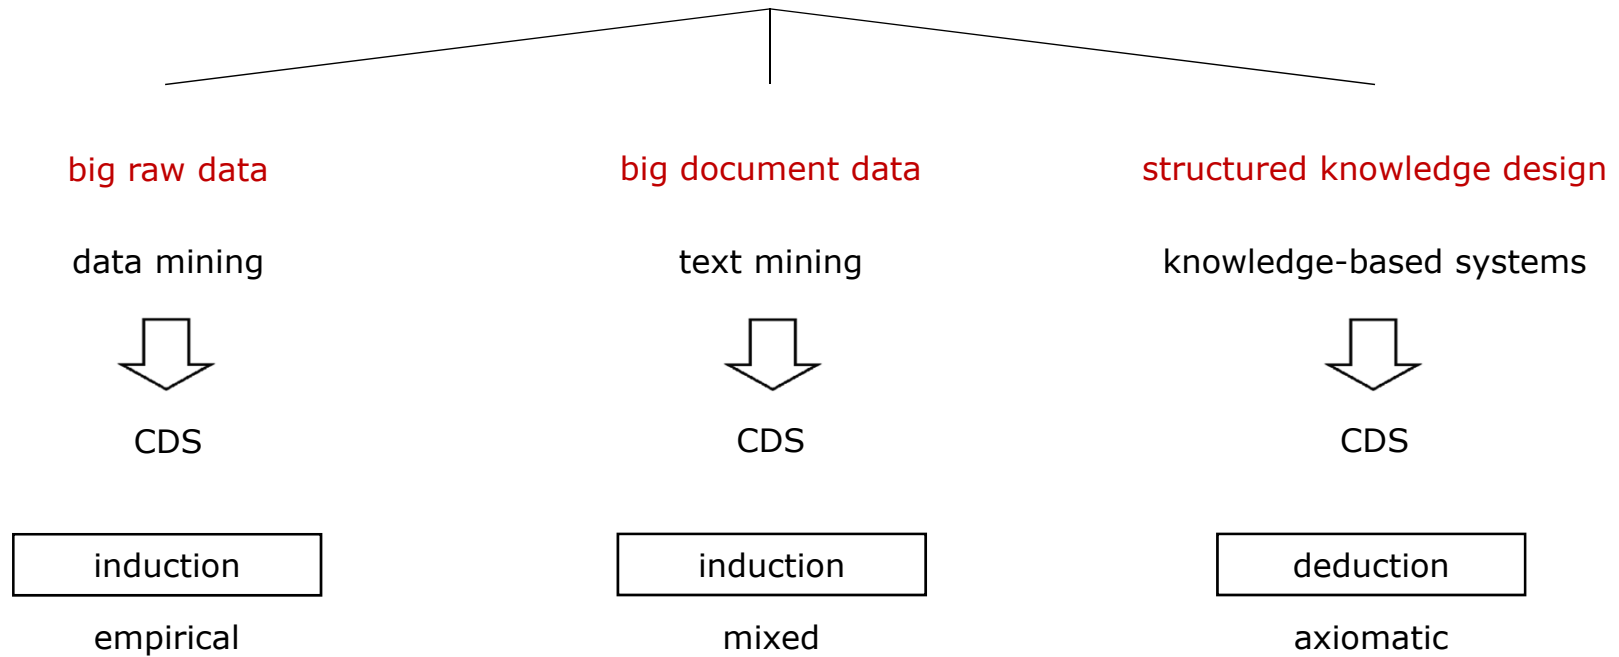 big raw data
big document data
structured knowledge design
data mining
text mining
knowledge-based systems
CDS
CDS
CDS
induction
induction
deduction
empirical
mixed
axiomatic